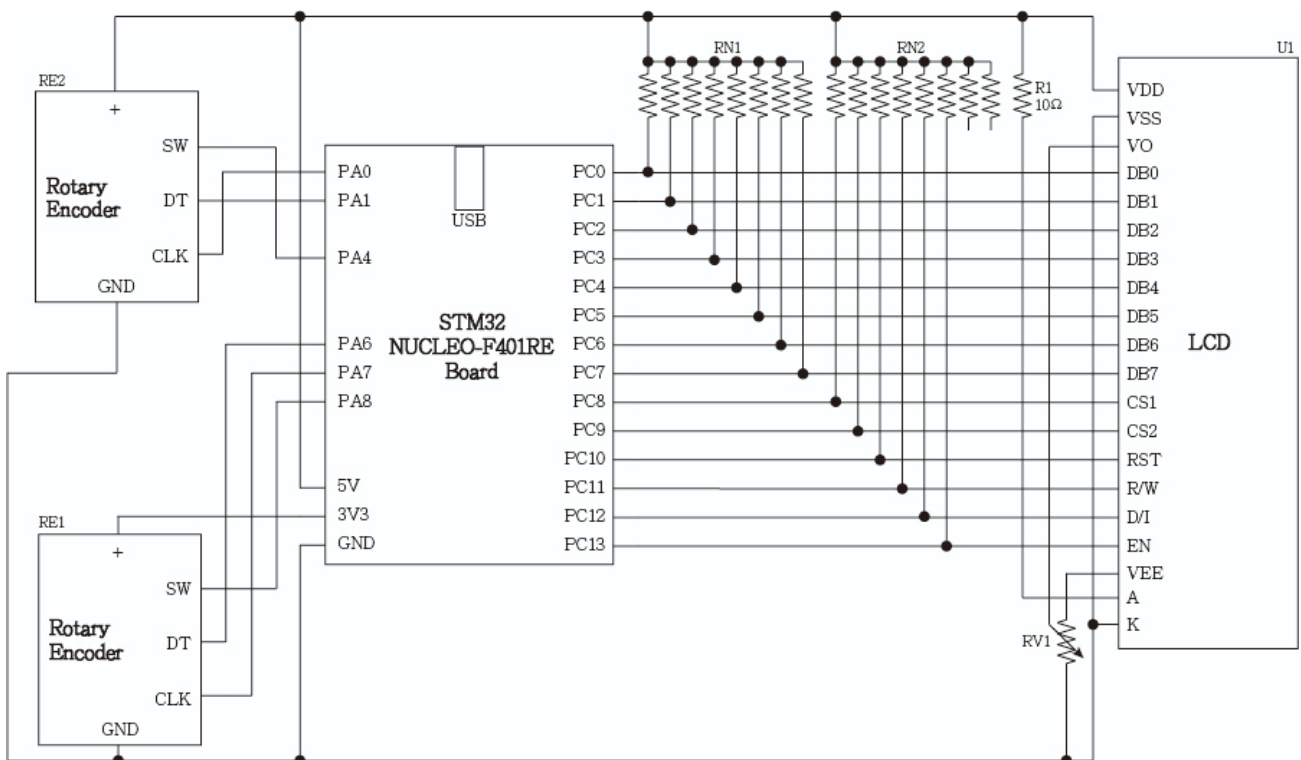 RE2
+
SW
Rotary
Encoder
DT
CLK
GND
RE1
+
SW
Rotary
Encoder
DT
CLK
GND
USB
STM32
NUCLEO-F401RE
Board
PA0
PA1
PA4
PA6
PA7
PA8
5V
3V3
GND
PC0
PC1
PC2
PC3
PC4
PC5
PC6
PC7
PC8
PC9
PC10
PC11
PC12
PC13
RN1
RN2
R1
10Ω
RV1
U1
VDD
VSS
VO
DB0
DB1
DB2
DB3
DB4
DB5
DB6
DB7
CS1
CS2
RST
R/W
D/I
EN
VEE
A
K
LCD